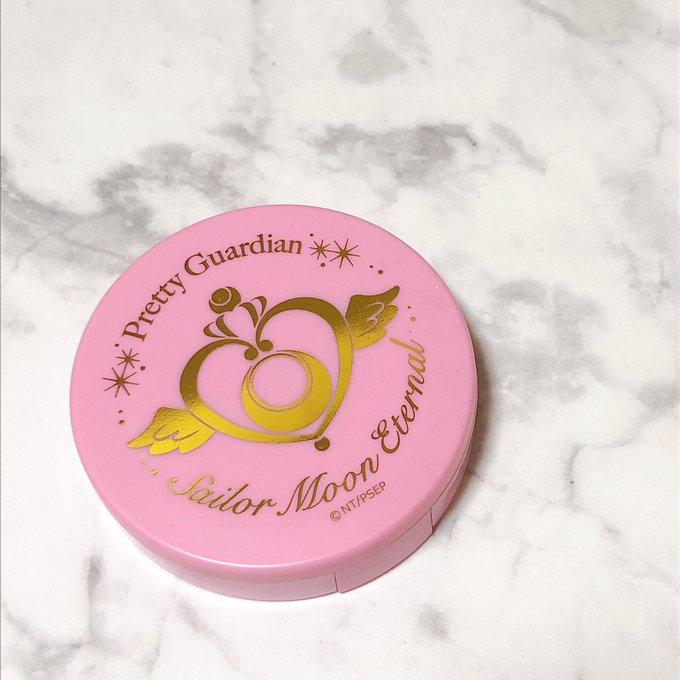 Pretty Guardian
Sailor Moon Eternal
©NT/PSEP